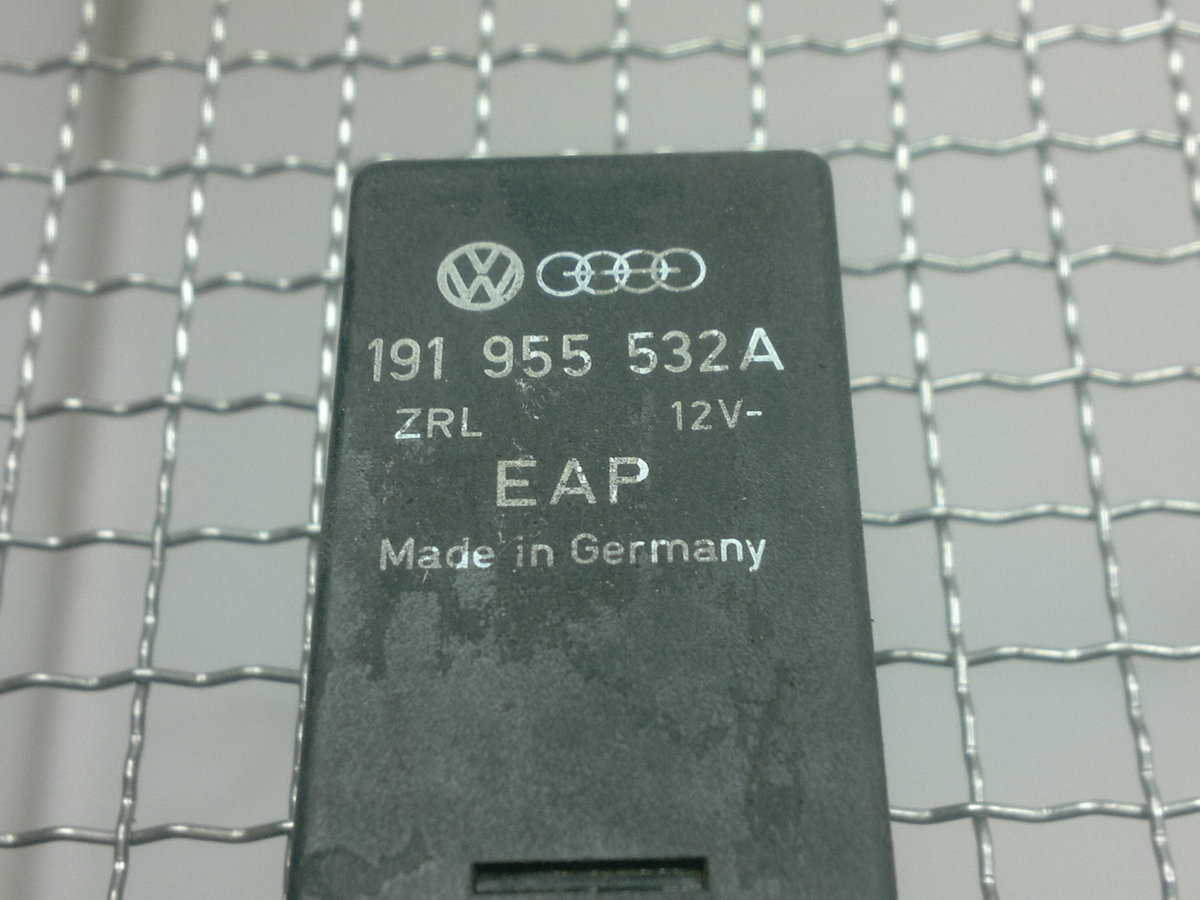 191 955 532A
ZRL 12V-
EAP
Made in Germany